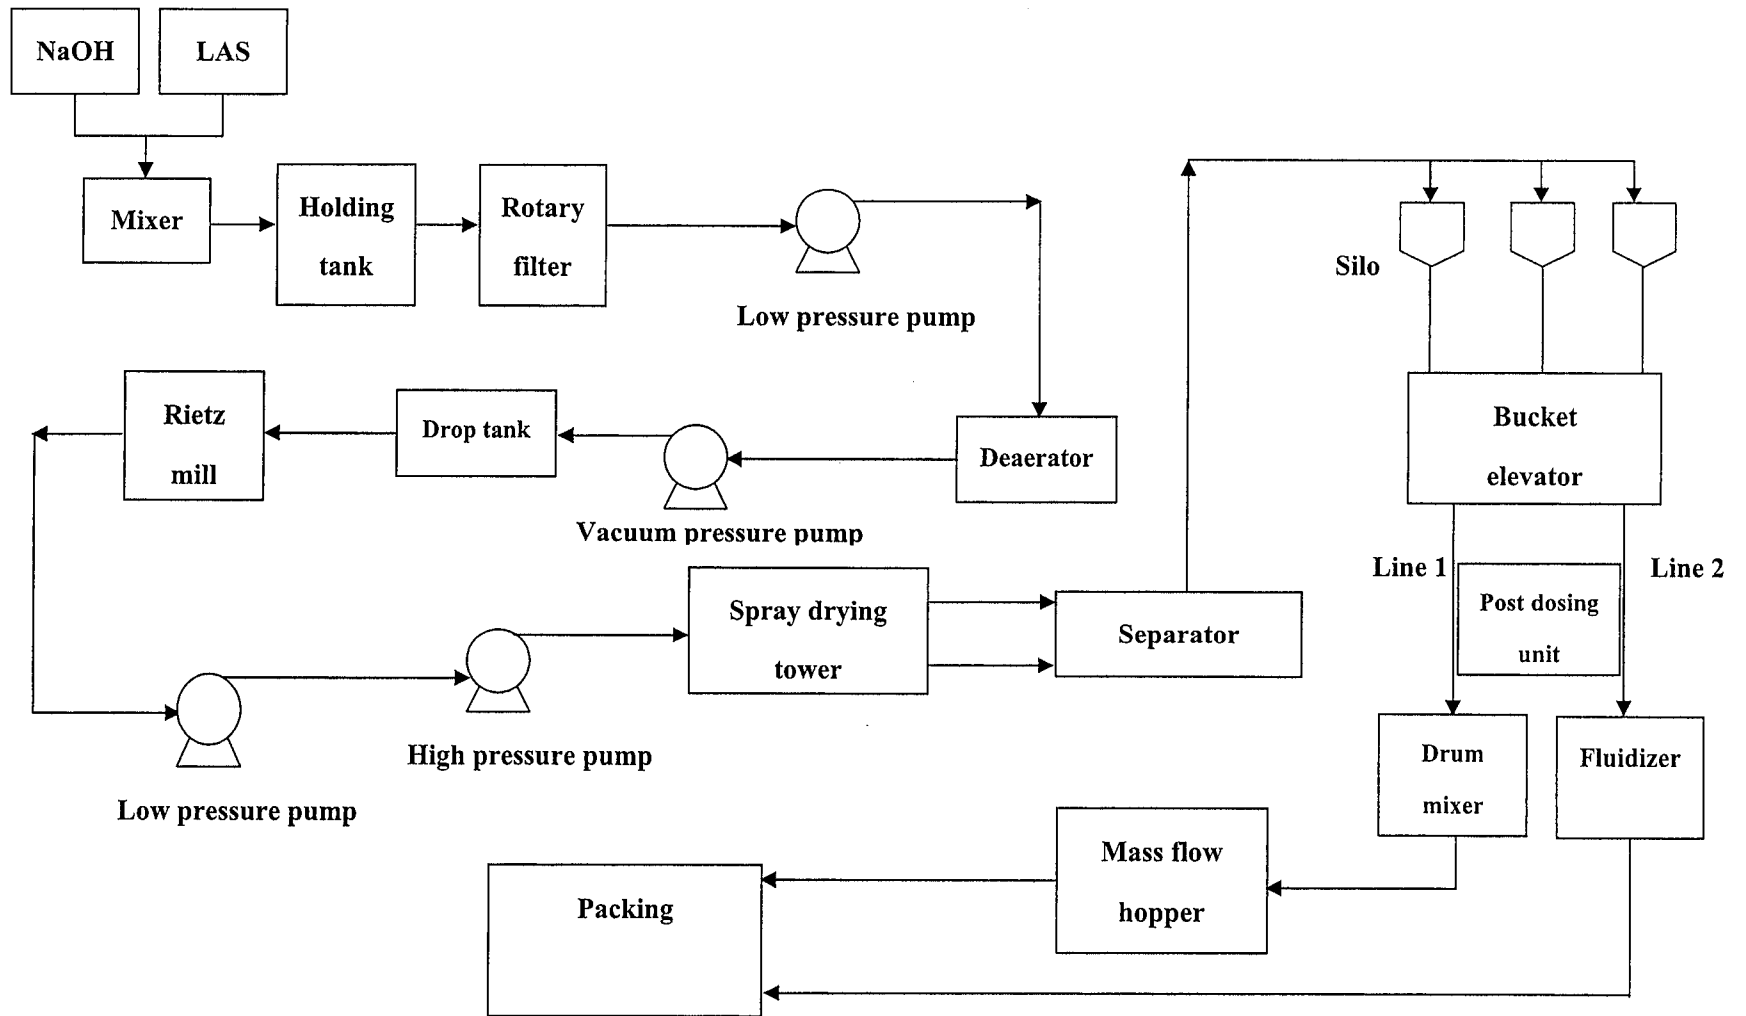 NaOH
LAS
Mixer
Holding
tank
Rotary
filter
Low pressure pump
Silo
Rietz
mill
Drop tank
Vacuum pressure pump
Deaerator
Bucket
elevator
Line 1
Line 2
Post dosing
unit
Spray drying
tower
Separator
High pressure pump
Low pressure pump
Drum
mixer
Fluidizer
Mass flow
hopper
Packing